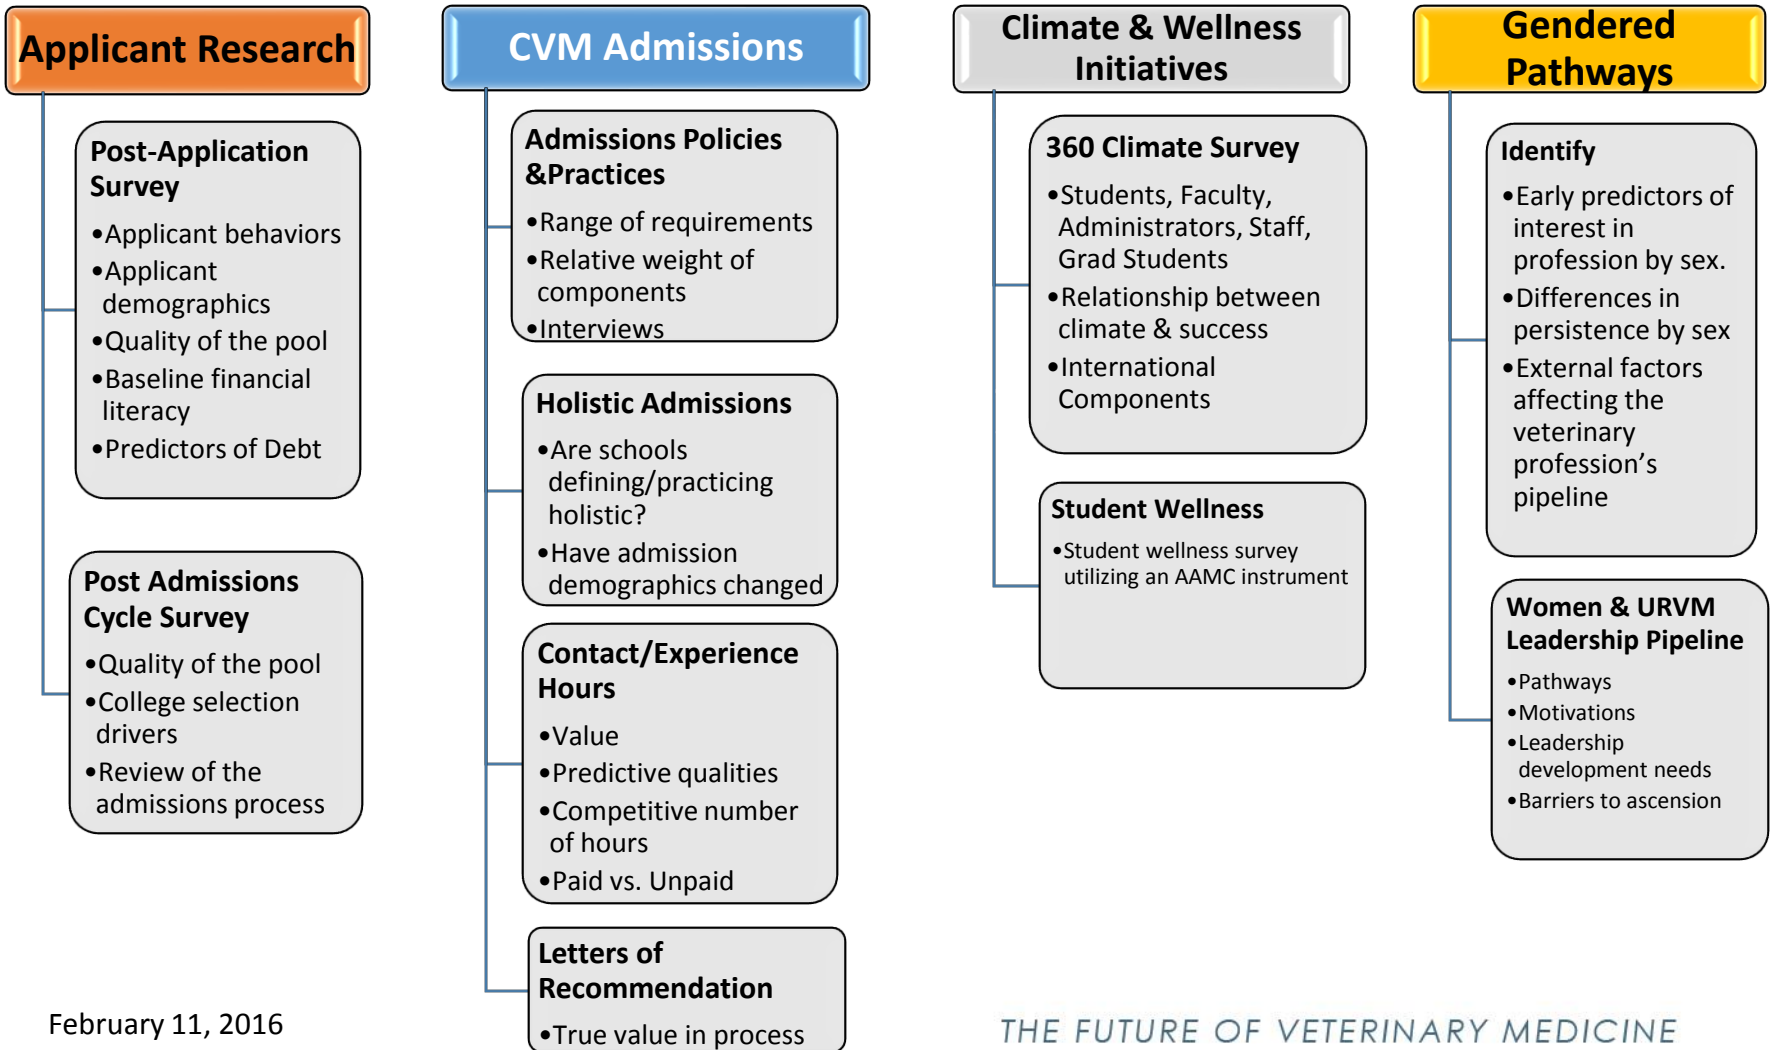 Applicant Research
Post-Application
Survey
•Applicant behaviors
•Applicant
demographics
•Quality of the pool
•Baseline financial
literacy
•Predictors of Debt
Post Admissions
Cycle Survey
•Quality of the pool
•College selection
drivers
•Review of the
admissions process
CVM Admissions
Admissions Policies
&Practices
•Range of requirements
•Relative weight of
components
•Interviews
Holistic Admissions
•Are schools
defining/practicing
holistic?
•Have admission
demographics changed
Contact/Experience
Hours
•Value
•Predictive qualities
•Competitive number
of hours
•Paid vs. Unpaid
Letters of
Recommendation
•True value in process
Climate & Wellness
Initiatives
360 Climate Survey
•Students, Faculty,
Administrators, Staff,
Grad Students
•Relationship between
climate & success
•International
Components
Student Wellness
•Student wellness survey
utilizing an AAMC instrument
Gendered
Pathways
Identify
•Early predictors of
interest in
profession by sex.
•Differences in
persistence by sex
•External factors
affecting the
veterinary
profession’s
pipeline
Women & URVM
Leadership Pipeline
•Pathways
•Motivations
•Leadership
development needs
•Barriers to ascension
February 11, 2016
THE FUTURE OF VETERINARY MEDICINE